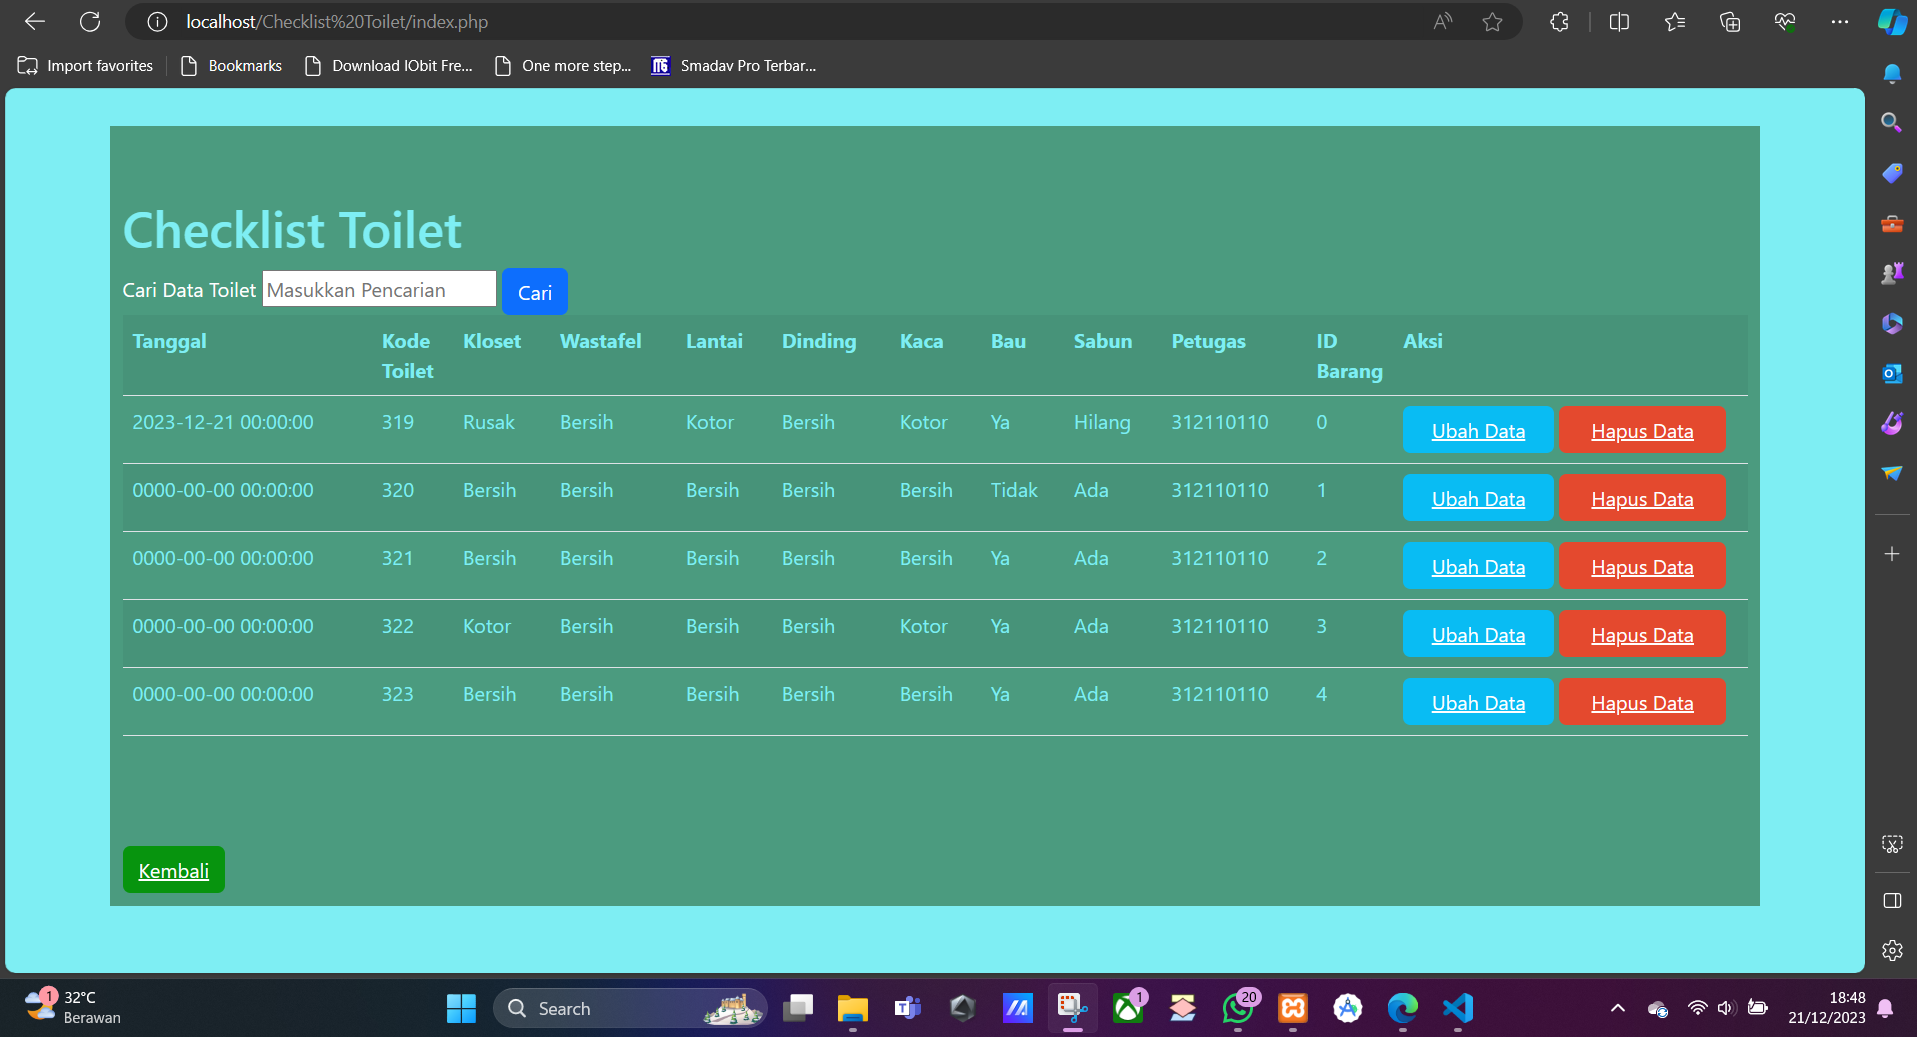 localhost/Checklist%20Toilet/index.php
Import favorites Bookmarks Download IObit Fre... One more step... Smadav Pro Terbar...
Checklist Toilet
Cari Data Toilet Masukkan Pencarian Cari
Tanggal Kode Toilet Kloset Wastafel Lantai Dinding Kaca Bau Sabun Petugas ID Barang Aksi
2023-12-21 00:00:00 319 Rusak Bersih Kotor Bersih Kotor Ya Hilang 312110110 0 Ubah Data Hapus Data
0000-00-00 00:00:00 320 Bersih Bersih Bersih Bersih Bersih Tidak Ada 312110110 1 Ubah Data Hapus Data
0000-00-00 00:00:00 321 Bersih Bersih Bersih Bersih Bersih Ya Ada 312110110 2 Ubah Data Hapus Data
0000-00-00 00:00:00 322 Kotor Bersih Bersih Bersih Kotor Ya Ada 312110110 3 Ubah Data Hapus Data
0000-00-00 00:00:00 323 Bersih Bersih Bersih Bersih Bersih Ya Ada 312110110 4 Ubah Data Hapus Data
Kembali
1 32°C
Berawan
Search
1
20
18:48
21/12/2023